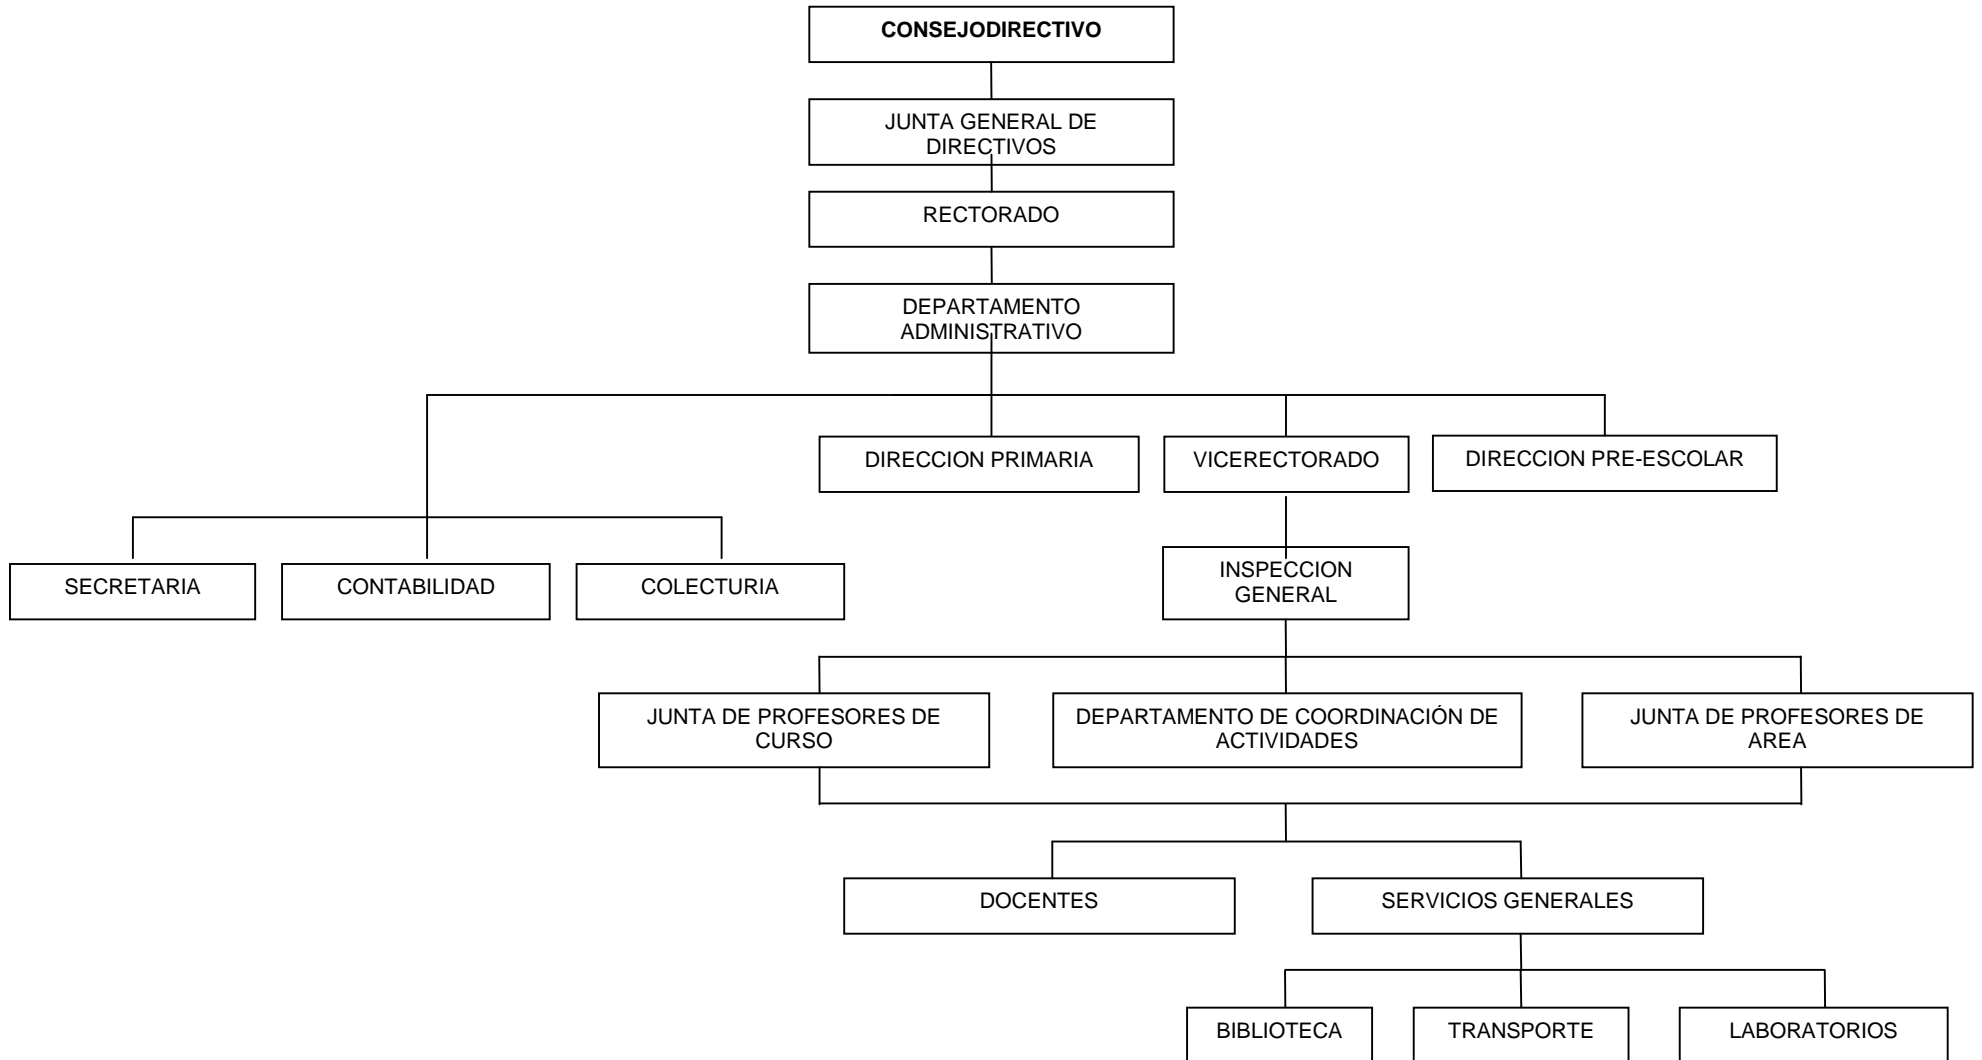 CONSEJODIRECTIVO
JUNTA GENERAL DE
DIRECTIVOS
RECTORADO
DEPARTAMENTO
ADMINISTRATIVO
DIRECCION PRIMARIA
VICERECTORADO
DIRECCION PRE-ESCOLAR
SECRETARIA
CONTABILIDAD
COLECTURIA
INSPECCION
GENERAL
JUNTA DE PROFESORES DE
CURSO
DEPARTAMENTO DE COORDINACIÓN DE
ACTIVIDADES
JUNTA DE PROFESORES DE
AREA
DOCENTES
SERVICIOS GENERALES
BIBLIOTECA
TRANSPORTE
LABORATORIOS